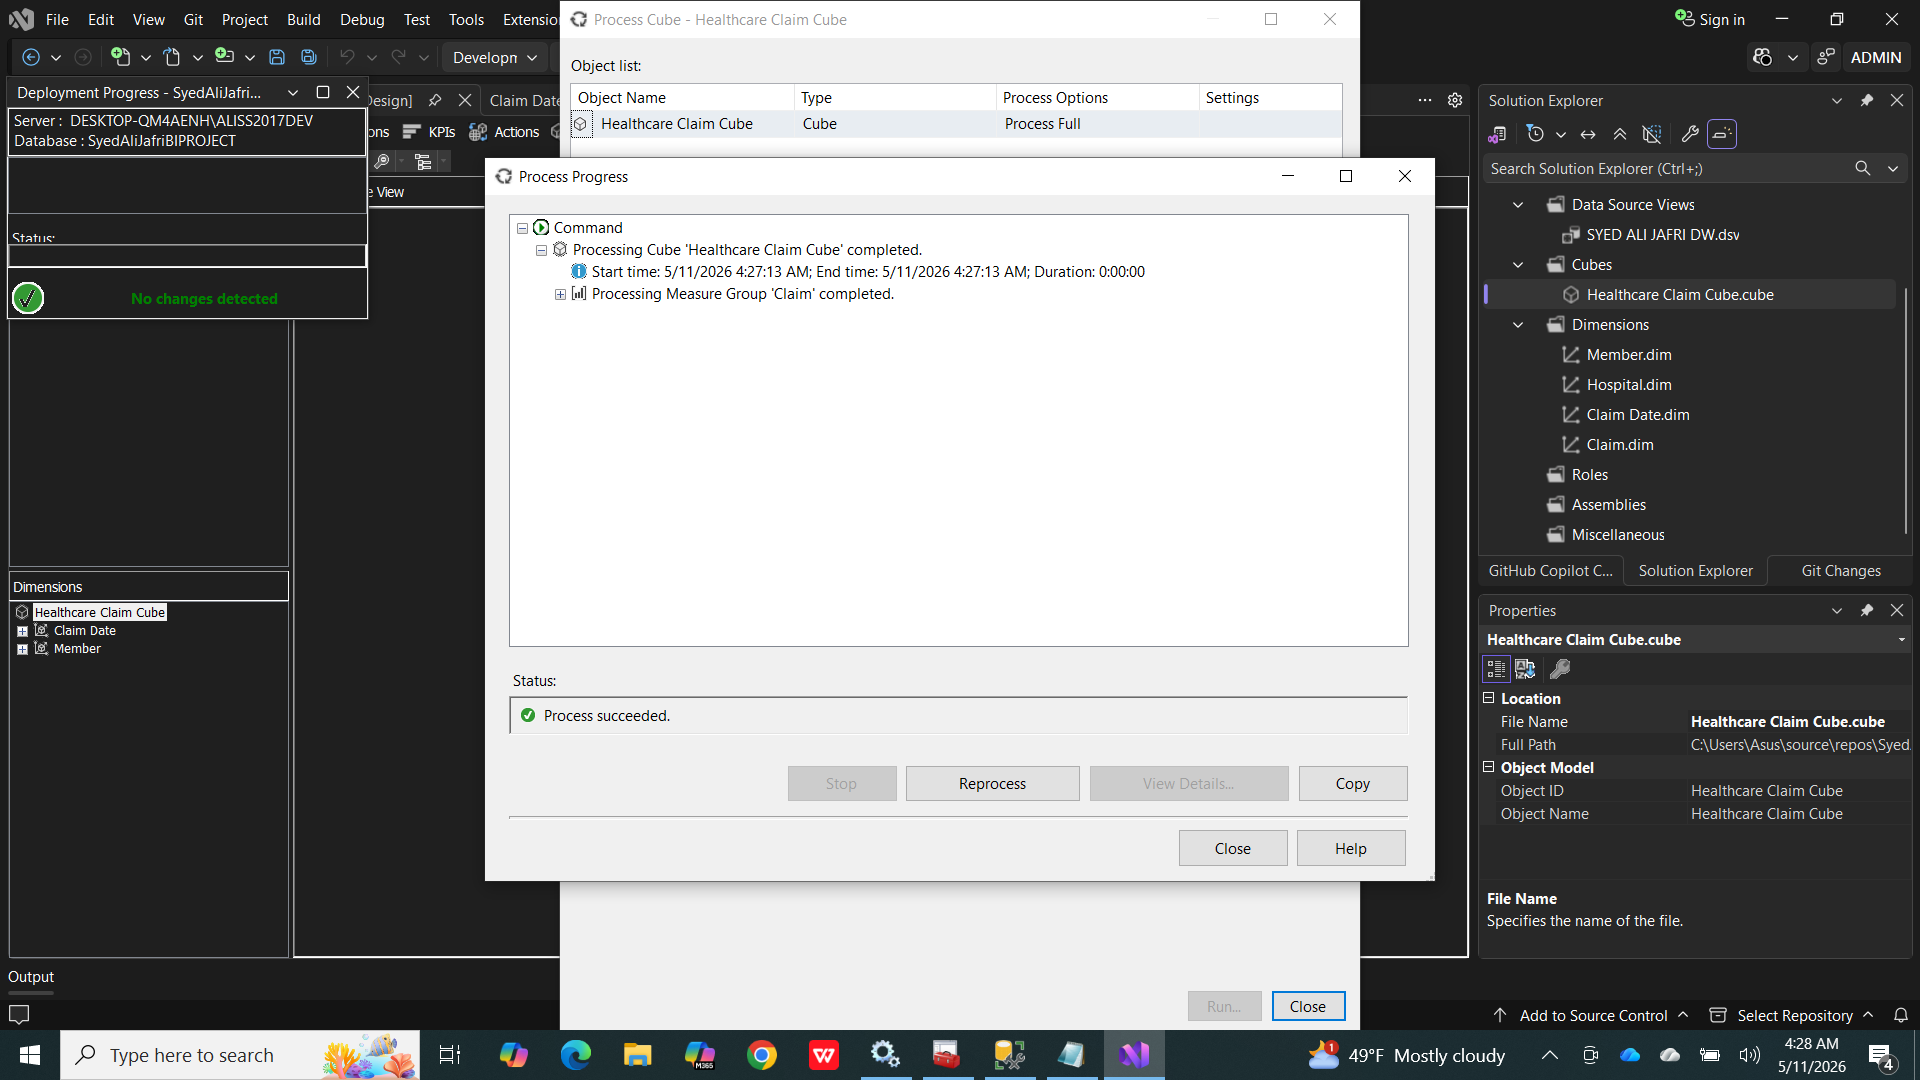 File Edit View Git Project Build Debug Test Tools Extensio
Process Cube - Healthcare Claim Cube
Sign in
Developm
ADMIN
Deployment Progress - SyedAliJafri...
Design]
Claim Date
Server : DESKTOP-QM4AENH\ALISS2017DEV
Database : SyedAliJafriBIPROJECT
ons KPIs Actions
e View
Status:
No changes detected
Object list:
Object Name Type Process Options Settings
Healthcare Claim Cube Cube Process Full
Process Progress
Command
Processing Cube 'Healthcare Claim Cube' completed.
Start time: 5/11/2026 4:27:13 AM; End time: 5/11/2026 4:27:13 AM; Duration: 0:00:00
Processing Measure Group 'Claim' completed.
Status:
Process succeeded.
Stop Reprocess View Details... Copy
Close Help
Run... Close
Dimensions
Healthcare Claim Cube
Claim Date
Member
Output
Solution Explorer
Search Solution Explorer (Ctrl+;)
Data Source Views
SYED ALI JAFRI DW.dsv
Cubes
Healthcare Claim Cube.cube
Dimensions
Member.dim
Hospital.dim
Claim Date.dim
Claim.dim
Roles
Assemblies
Miscellaneous
GitHub Copilot C... Solution Explorer Git Changes
Properties
Healthcare Claim Cube.cube
Location
File Name Healthcare Claim Cube.cube
Full Path C:\Users\Asus\source\repos\Syed.
Object Model
Object ID Healthcare Claim Cube
Object Name Healthcare Claim Cube
File Name
Specifies the name of the file.
Add to Source Control Select Repository
Type here to search
M365
W
1
49°F Mostly cloudy
4:28 AM
5/11/2026
4